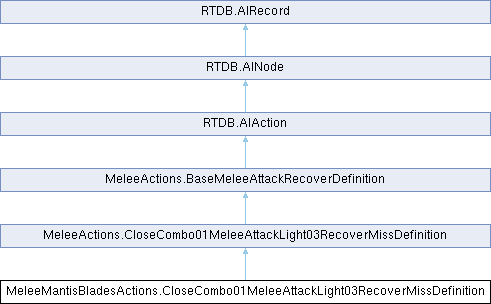 RTDB.AIRecord
RTDB.AINode
RTDB.AIAction
MeleeActions.BaseMeleeAttackRecoverDefinition
MeleeActions.CloseCombo01MeleeAttackLight03RecoverMissDefinition
MeleeMantisBladesActions.CloseCombo01MeleeAttackLight03RecoverMissDefinition